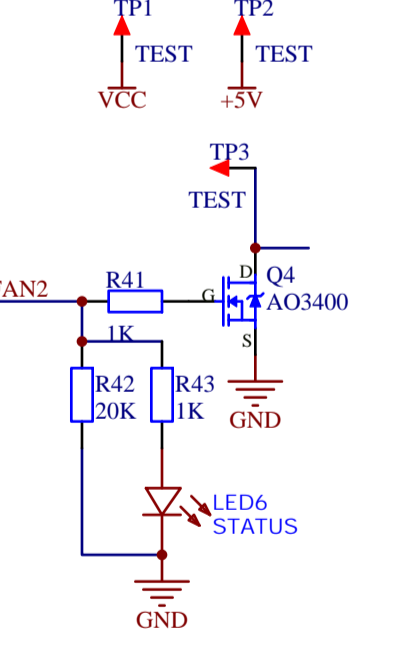 TP1 TP2
TEST TEST
VCC +5V
TP3
TEST
D Q4
R41
AN2 G AO3400
1K S
R42 R43
20K 1K GND
LED6
STATUS
GND